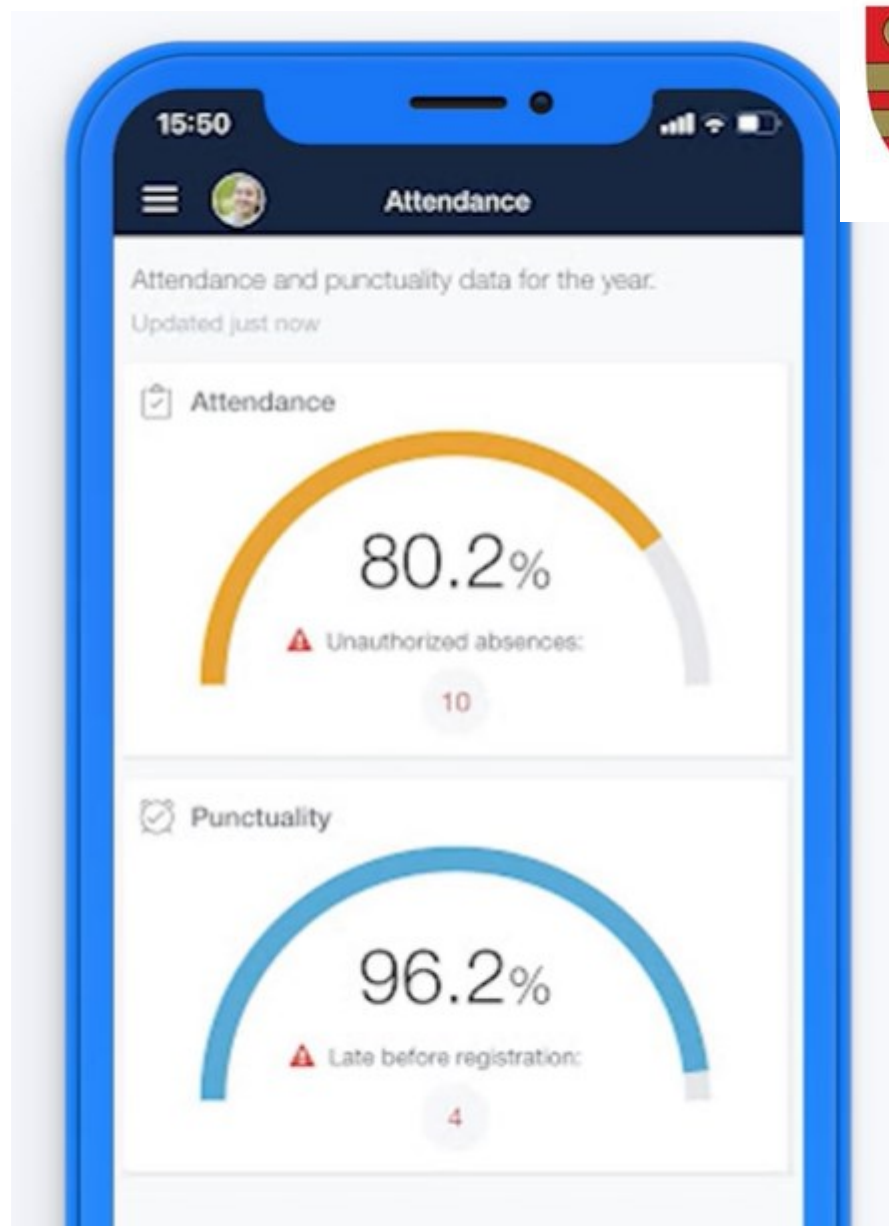 15:50
Attendance
Attendance and punctuality data for the year.
Updated just now
Attendance
80.2%
Unauthorized absences:
10
Punctuality
96.2%
Late before registration:
4